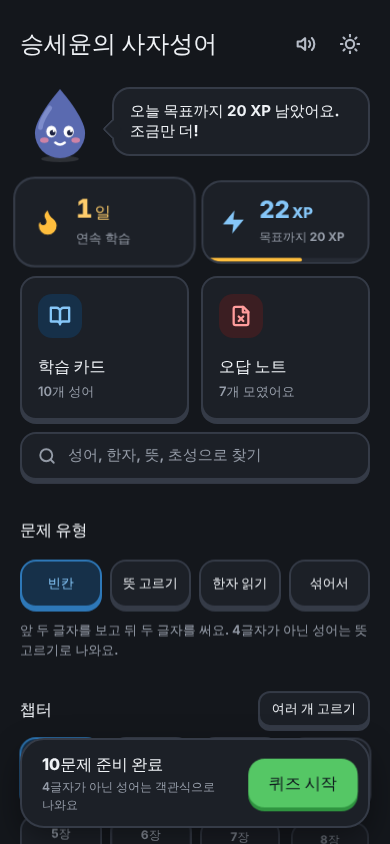 승세윤의 사자성어
오늘 목표까지 20 XP 남았어요.
조금만 더!
1일
연속 학습
22 XP
목표까지 20 XP
학습 카드
10개 성어
오답 노트
7개 모였어요
성어, 한자, 뜻, 초성으로 찾기
문제 유형
빈칸
뜻 고르기
한자 읽기
섞어서
앞 두 글자를 보고 뒤 두 글자를 써요. 4글자가 아닌 성어는 뜻
고르기로 나와요.
챕터
여러 개 고르기
10문제 준비 완료
4글자가 아닌 성어는 객관식으로
나와요
퀴즈 시작
5장
6장
7장
8장